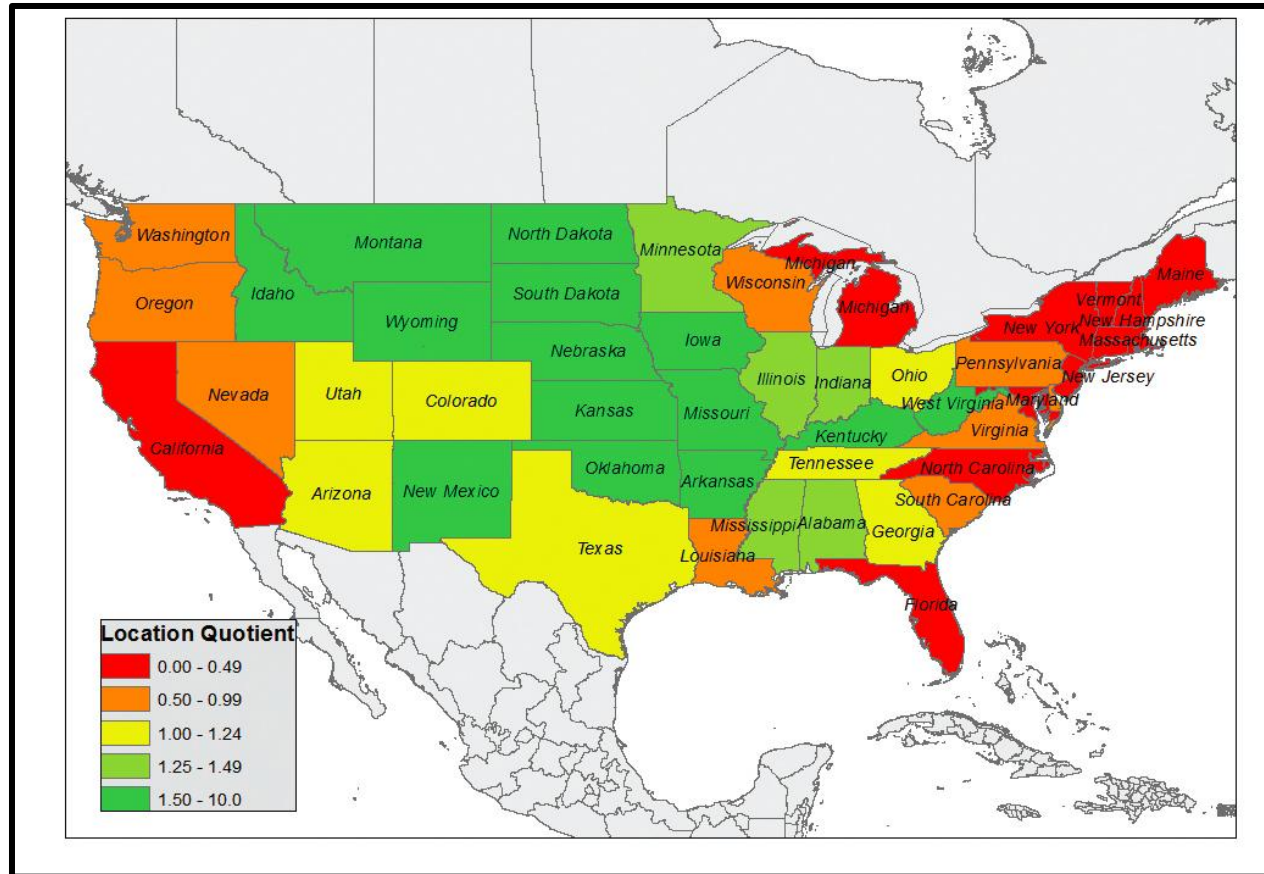 Washington
Montana
North Dakota
Minnesota
Michigan
Maine
Oregon
Idaho
South Dakota
Wisconsin
Michigan
Vermont
Wyoming
New York
New Hampshire
Massachusetts
Nebraska
Iowa
Pennsylvania
New Jersey
Nevada
Utah
Colorado
Illinois
Indiana
Ohio
California
Kansas
Missouri
West Virginia
Maryland
Kentucky
Virginia
Arizona
New Mexico
Oklahoma
Arkansas
Tennessee
North Carolina
South Carolina
Texas
Louisiana
Mississippi
Alabama
Georgia
Florida
Location Quotient
0.00 - 0.49
0.50 - 0.99
1.00 - 1.24
1.25 - 1.49
1.50 - 10.0